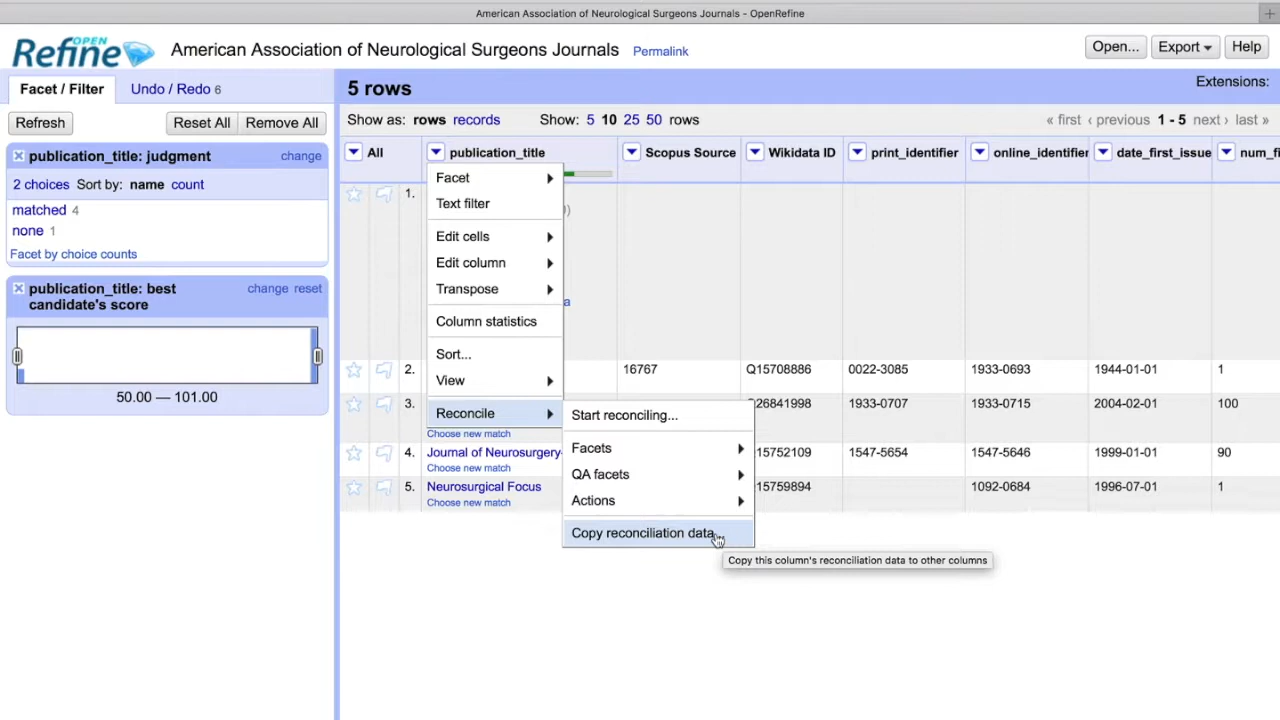 American Association of Neurological Surgeons Journals - OpenRefine
OPEN
Refine
American Association of Neurological Surgeons Journals Permalink
Open... Export Help
Facet / Filter Undo / Redo 6
5 rows
Extensions:
Refresh Reset All Remove All
Show as: rows records Show: 5 10 25 50 rows
« first ‹ previous 1 - 5 next › last »
publication_title: judgment change
2 choices Sort by: name count
matched 4
none 1
Facet by choice counts
publication_title: best candidate's score change reset
50.00 — 101.00
All publication_title Scopus Source Wikidata ID print_identifier online_identifier date_first_issue num_fi
1.
)
a
2. 16767 Q15708886 0022-3085 1933-0693 1944-01-01 1
3. Q26841998 1933-0707 1933-0715 2004-02-01 100
Choose new match
4. Journal of Neurosurgery 15752109 1547-5654 1547-5646 1999-01-01 90
Choose new match
5. Neurosurgical Focus 15759894 1092-0684 1996-07-01 1
Choose new match
Facet
Text filter
Edit cells
Edit column
Transpose
Column statistics
Sort...
View
Reconcile
Start reconciling...
Facets
QA facets
Actions
Copy reconciliation data
Copy this column's reconciliation data to other columns